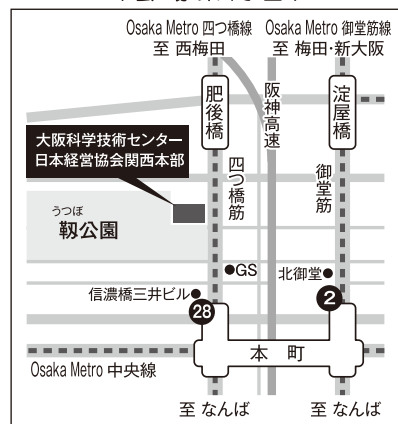 Osaka Metro 四つ橋線
至 西梅田
Osaka Metro 御堂筋線
至 梅田・新大阪
肥後橋
阪神高速
淀屋橋
大阪科学技術センター
日本経営協会関西本部
四つ橋筋
御堂筋
うつぼ
靱公園
GS
北御堂
信濃橋三井ビル
28
2
本町
Osaka Metro 中央線
至 なんば
至 なんば